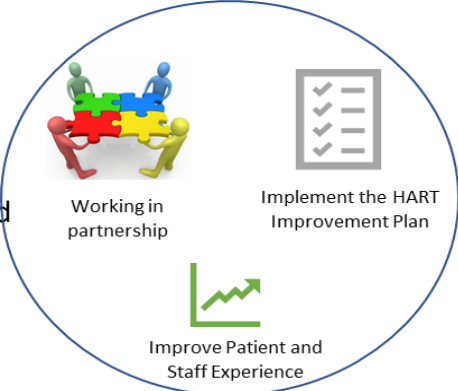 Working in
partnership
Implement the HART
Improvement Plan
Improve Patient and
Staff Experience